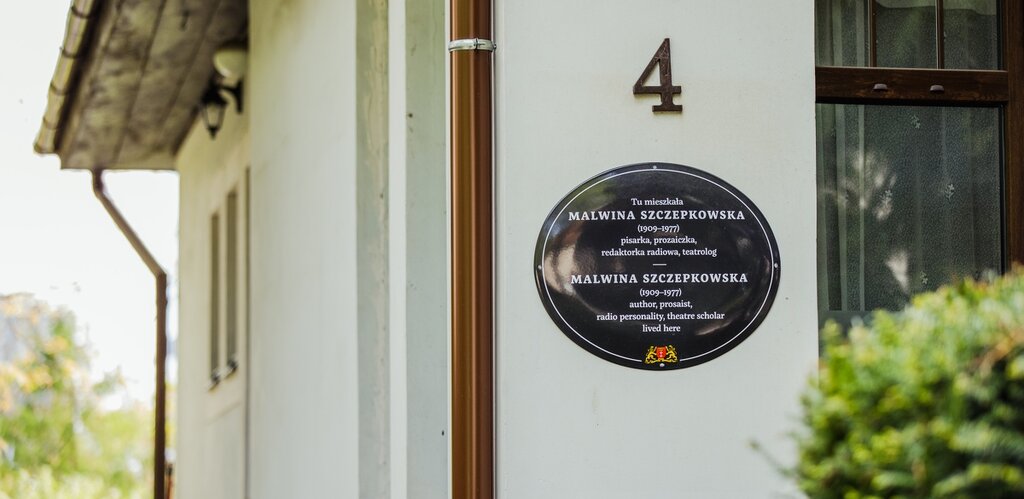 4
Tu mieszkała
MALWINA SZCZEPKOWSKA
(1909–1977)
pisarka, prozaiczka,
redaktorka radiowa, teatrolog
—
MALWINA SZCZEPKOWSKA
(1909–1977)
author, prosaist,
radio personality, theatre scholar
lived here